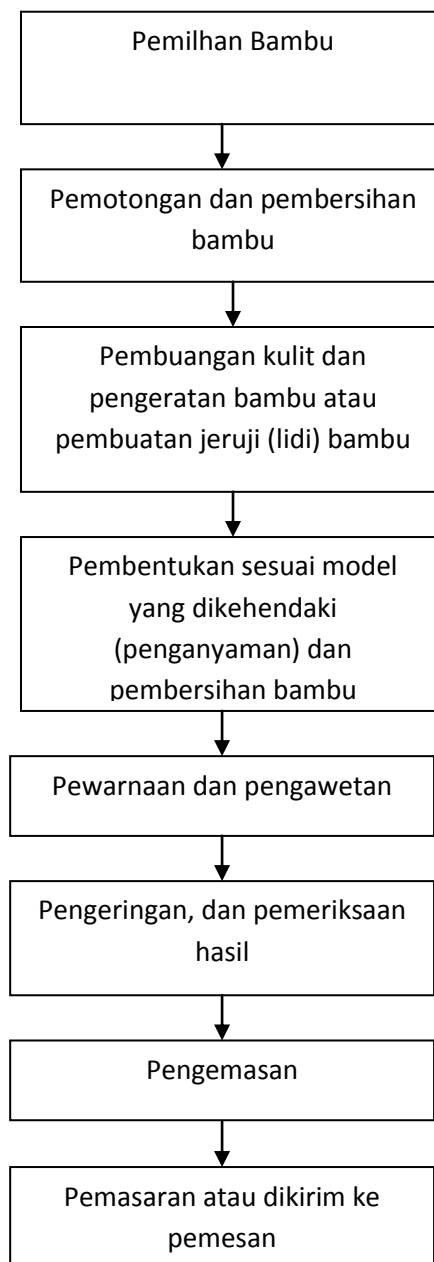 Pemilhan Bambu
Pemotongan dan pembersihan
bambu
Pembuangan kulit dan
pengeratan bambu atau
pembuatan jeruji (lidi) bambu
Pembentukan sesuai model
yang dikehendaki
(penganyaman) dan
pembersihan bambu
Pewarnaan dan pengawetan
Pengeringan, dan pemeriksaan
hasil
Pengemasan
Pemasaran atau dikirim ke
pemesan